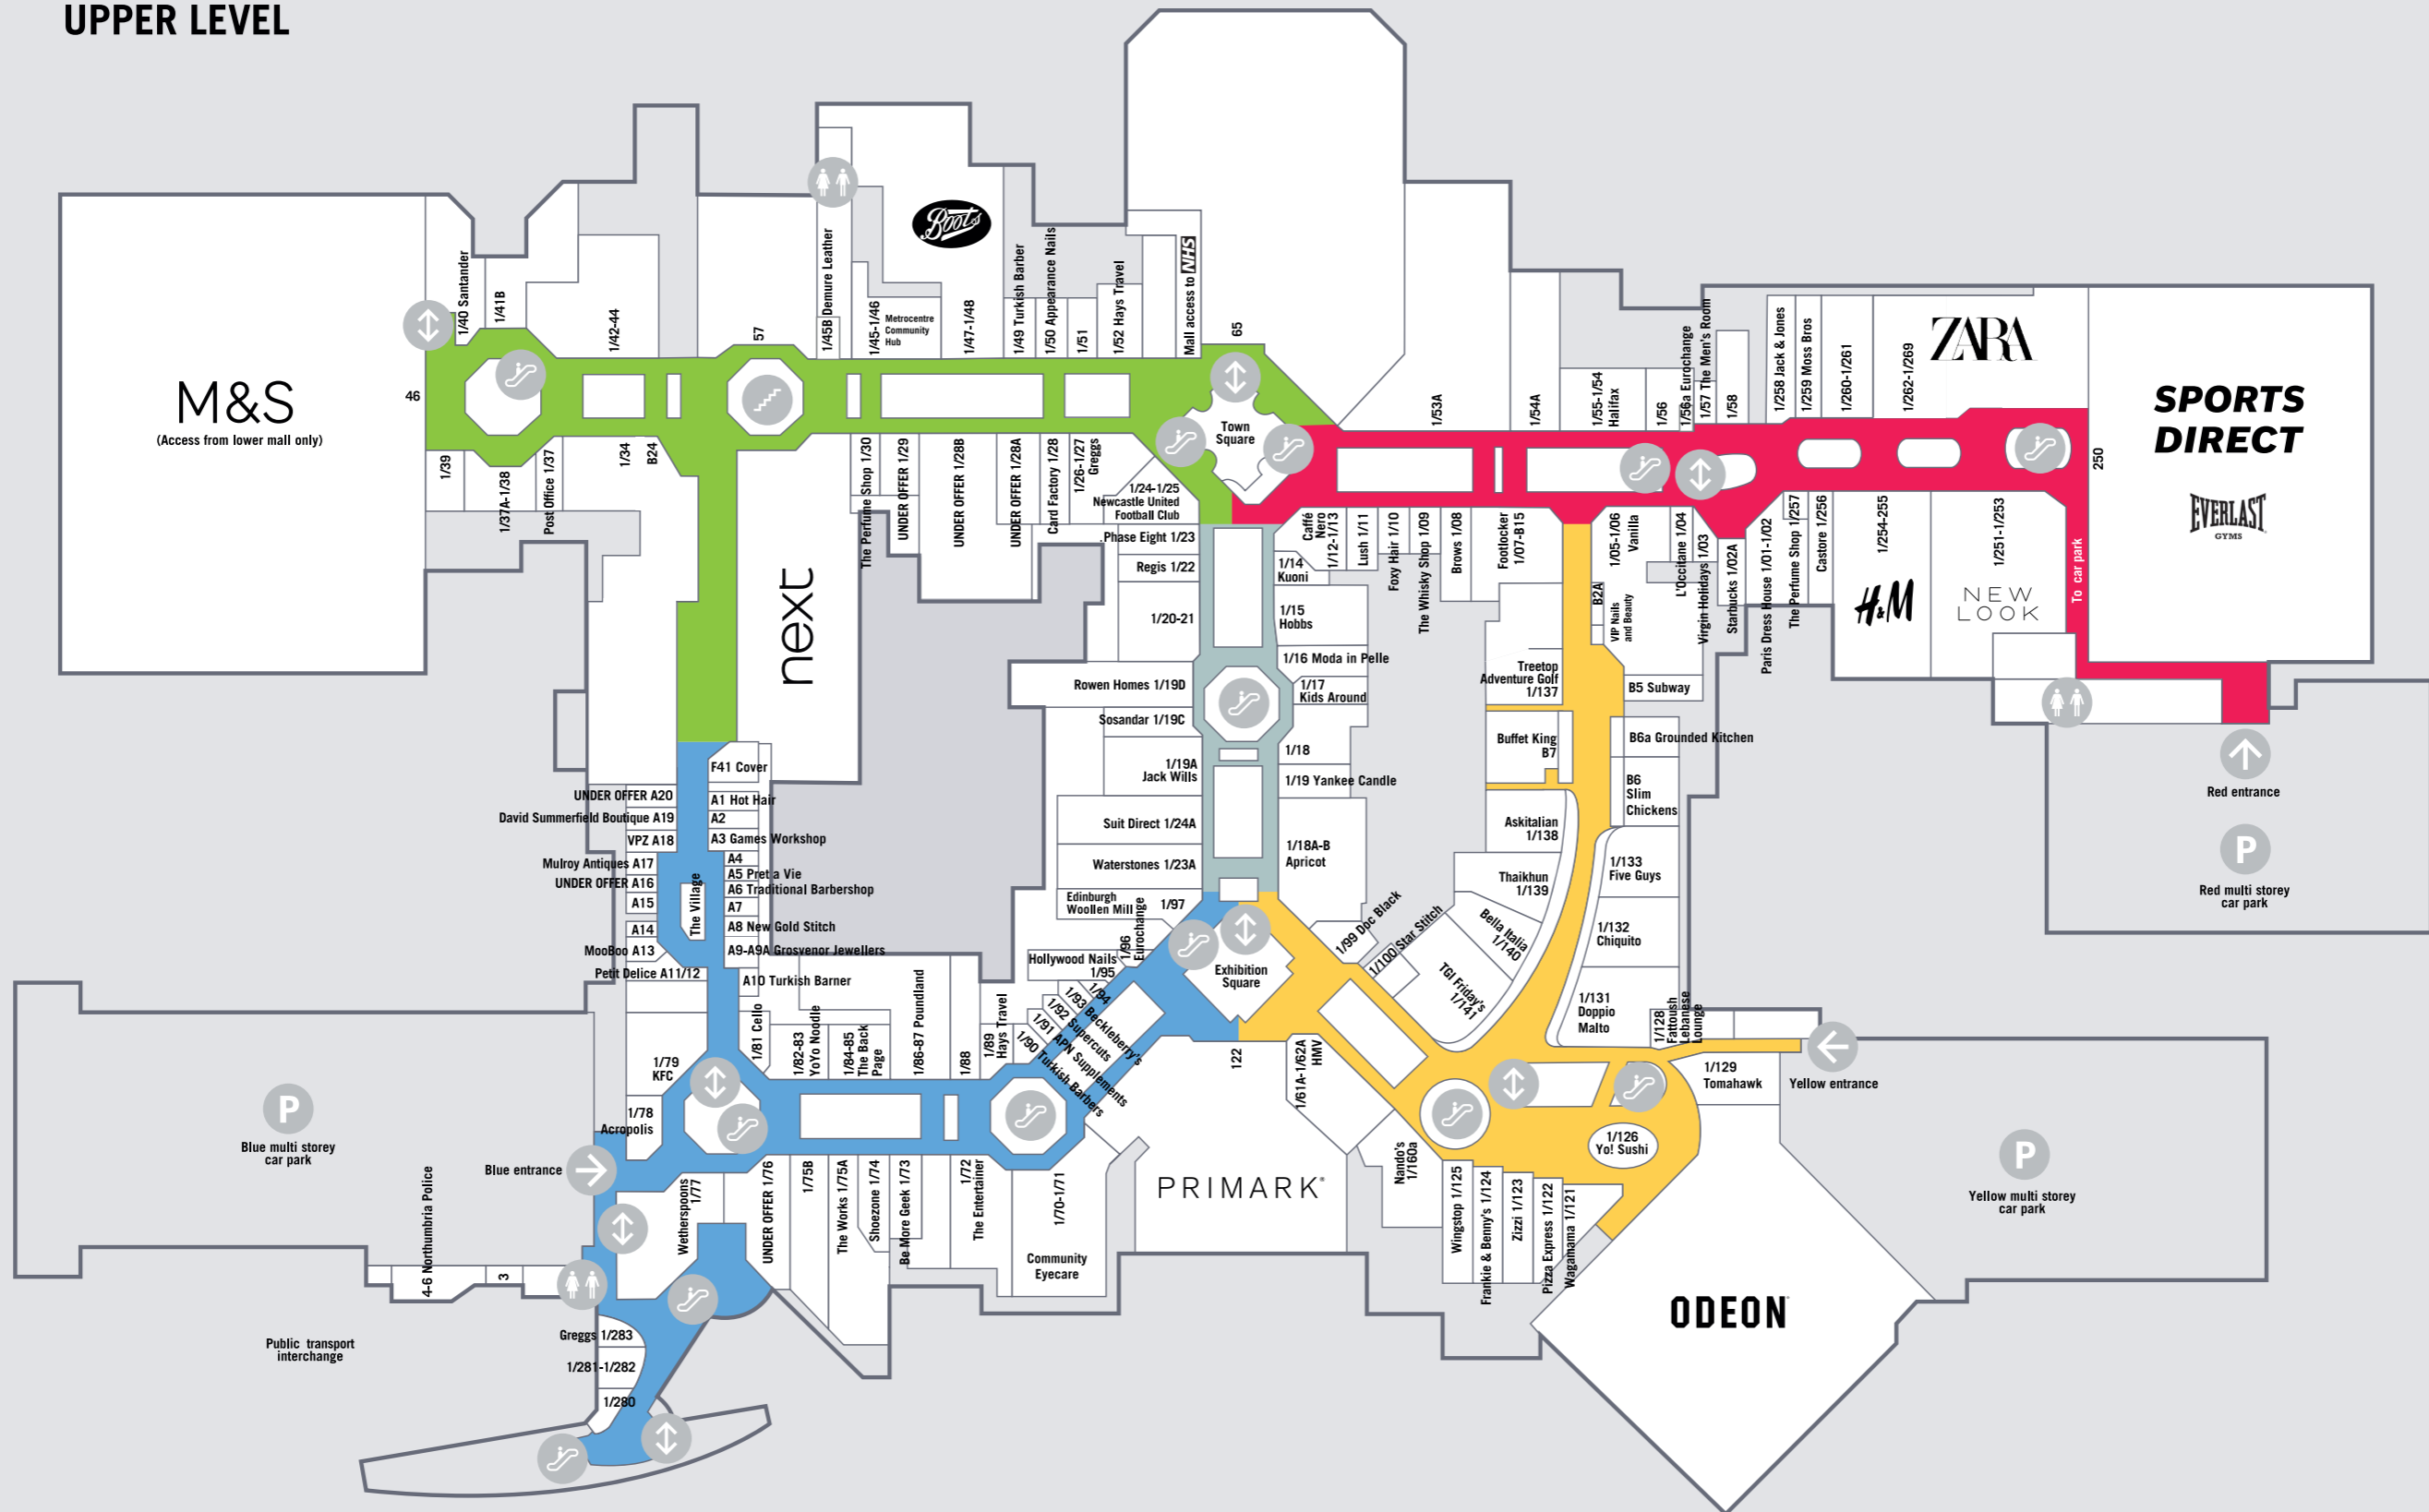 UPPER LEVEL
M&S
(Access from lower mall only)
46
1/40 Santander
1/41B
1/42-44
57
1/45B Demure Leather
1/45-1/46
Metrocentre
Community
Hub
Boots
1/47-1/48
1/49 Turkish Barber
1/50 Appearance Nails
1/51
1/52 Hays Travel
Mall access to NHS
65
Town
Square
1/53A
1/54A
1/55-1/54
Halifax
1/56
1/56a Eurochange
1/57 The Men's Room
1/58
1/258 Jack & Jones
1/259 Moss Bros
1/260-1/261
1/262-1/269
ZARA
SPORTS
DIRECT
250
EVERLAST
GYMS
1/39
1/37A-1/38
Post Office 1/37
1/34
B24
next
The Perfume Shop 1/30
UNDER OFFER 1/29
UNDER OFFER 1/28B
UNDER OFFER 1/28A
Card Factory 1/28
1/26-1/27
Greggs
1/24-1/25
Newcastle United
Football Club
.Phase Eight 1/23
Regis 1/22
1/20-21
Rowen Homes 1/19D
Sosandar 1/19C
1/19A
Jack Wills
Suit Direct 1/24A
Waterstones 1/23A
Edinburgh
Woollen Mill
1/97
1/96
Eurochange
Hollywood Nails
1/95
1/94
1/93 Beckleberry's
1/92 Supercuts
1/91 APN Supplements
1/90 Turkish Barbers
Caffé
Nero
1/12-1/13
Lush 1/11
Foxy Hair 1/10
The Whisky Shop 1/09
Brows 1/08
Footlocker
1/07-B15
1/14
Kuoni
1/15
Hobbs
1/16 Moda in Pelle
1/17
Kids Around
1/18
1/19 Yankee Candle
1/18A-B
Apricot
1/05-1/06
Vanilla
L'Occitane 1/04
Virgin Holidays 1/03
Starbucks 1/02A
Paris Dress House 1/01-1/02
The Perfume Shop 1/257
Castore 1/256
1/254-255
H&M
1/251-1/253
NEW
LOOK
To car park
B2A
VIP Nails
and Beauty
Treetop
Adventure Golf
1/137
B5 Subway
Buffet King
B7
B6a Grounded Kitchen
B6
Slim
Chickens
Askitalian
1/138
1/133
Five Guys
Thaikhun
1/139
1/132
Chiquito
Bella Italia
1/140
TGI Friday's
1/141
1/131
Doppio
Malto
1/128
Fattoush
Lebanese
Lounge
1/99 Doc Black
1/100 Star Stitch
Exhibition
Square
Red entrance
P
Red multi storey
car park
F41 Cover
UNDER OFFER A20
A1 Hot Hair
David Summerfield Boutique A19
A2
VPZ A18
A3 Games Workshop
Mulroy Antiques A17
A4
A5 Pret a Vie
UNDER OFFER A16
A6 Traditional Barbershop
A15
A7
The Village
A14
A8 New Gold Stitch
MooBoo A13
A9-A9A Grosvenor Jewellers
Petit Delice A11/12
A10 Turkish Barner
1/79
KFC
1/78
Acropolis
1/81 Cello
1/82-83
YoYo Noodle
1/84-85
The Back
Page
1/86-87 Poundland
1/88
1/89
Hays Travel
122
1/61A-1/62A
HMV
1/129
Tomahawk
Yellow entrance
1/126
Yo! Sushi
P
Blue multi storey
car park
Blue entrance
4-6 Northumbria Police
3
Wetherspoons
1/77
UNDER OFFER 1/76
1/75B
The Works 1/75A
Shoezone 1/74
Be More Geek 1/73
1/72
The Entertainer
1/70-1/71
Community
Eyecare
PRIMARK
Nando's
1/160a
Wingstop 1/125
Frankie & Benny's 1/124
Zizzi 1/123
Pizza Express 1/122
Wagamama 1/121
P
Yellow multi storey
car park
ODEON
Public transport
interchange
Greggs 1/283
1/281-1/282
1/280